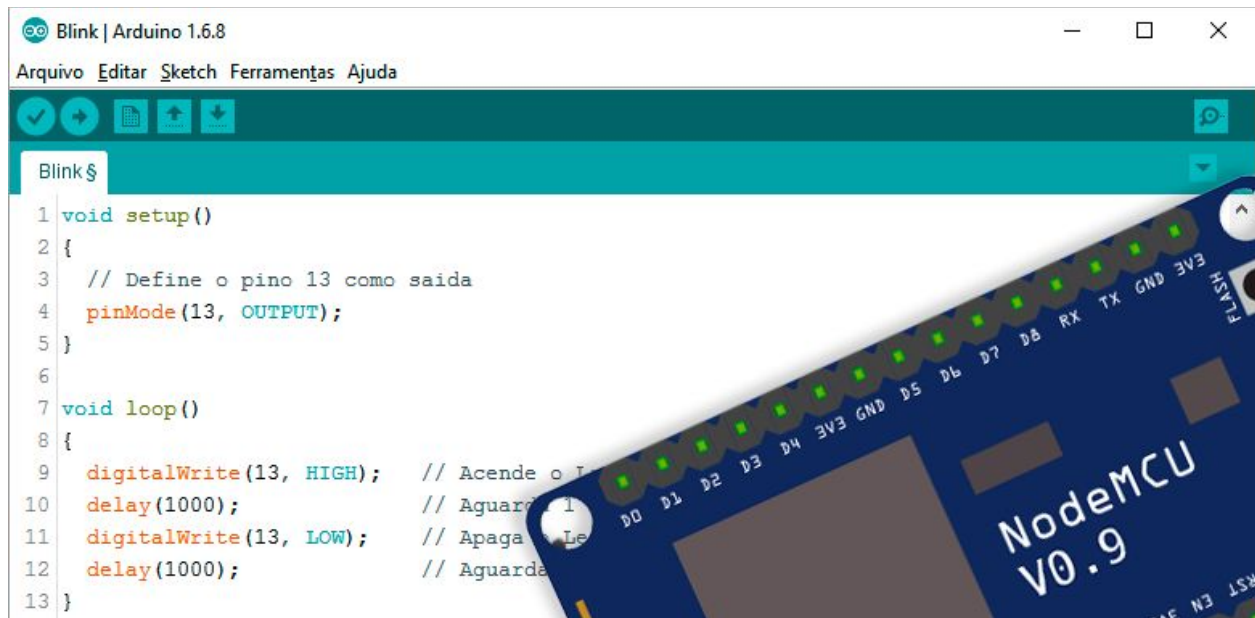 Blink | Arduino 1.6.8
Arquivo Editar Sketch Ferramentas Ajuda
Blink §
1 void setup()
2 {
3 // Define o pino 13 como saida
4 pinMode(13, OUTPUT);
5 }
6
7 void loop()
8 {
9 digitalWrite(13, HIGH); // Acende o
10 delay(1000); // 1
11 digitalWrite(13, LOW); // Apaga
12 delay(1000); // Aguarda
13 }
D0 D1 D2 D3 D4 3V3 GND D5 D6 D7 D8 RX TX GND 3V3
FLASH
NodeMCU
V0.9
RST EN N3